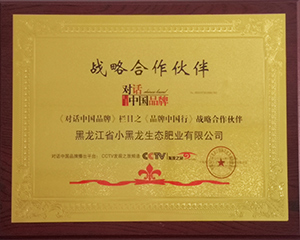 战略合作伙伴
对话
中国品牌
《对话中国品牌》栏目之《品牌中国行》战略合作伙伴
黑龙江省小黑龙生态肥业有限公司
CCTV